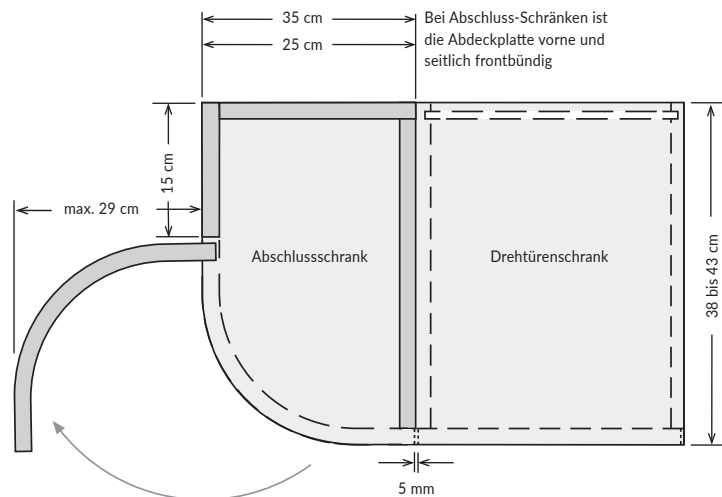 35 cm
25 cm
Bei Abschluss-Schränken ist
die Abdeckplatte vorne und
seitlich frontbündig
15 cm
max. 29 cm
Abschlussschrank
Drehtürenschrank
38 bis 43 cm
5 mm